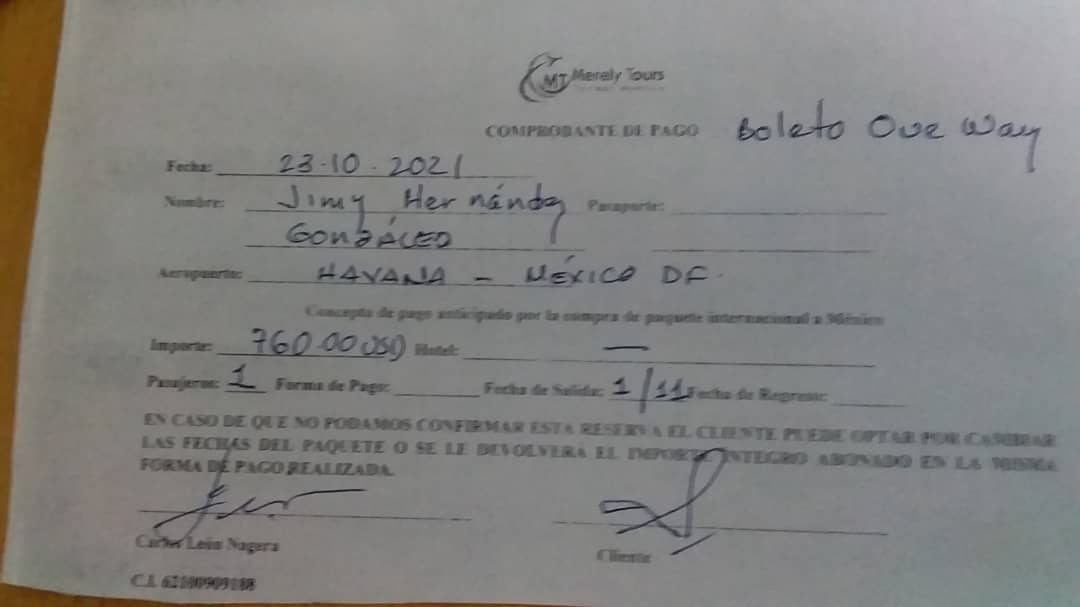 MT Merely Tours
COMPROBANTE DE PAGO Boleto One Way
Fecha: 23.10.2021
Nombre: Jimy Hernández Pasaporte:
GONZÁLEZ
Aeropuerto: HAVANA - MÉXICO DF.
Concepto de pago anticipado por la compra de paquete internacional a México
Importe: 760.00 USD Hotel: —
Pasajeros: 1 Forma de Pago: Fecha de Salida: 1/11 Fecha de Regreso:
EN CASO DE QUE NO PODAMOS CONFIRMAR ESTA RESERVA EL CLIENTE PUEDE OPTAR POR CAMBIAR
LAS FECHAS DEL PAQUETE O SE LE DEVOLVERA EL IMPORTE INTEGRO ABONADO EN LA MISMA
FORMA DE PAGO REALIZADA.
Carlos León Nagera
Cliente
C.I.